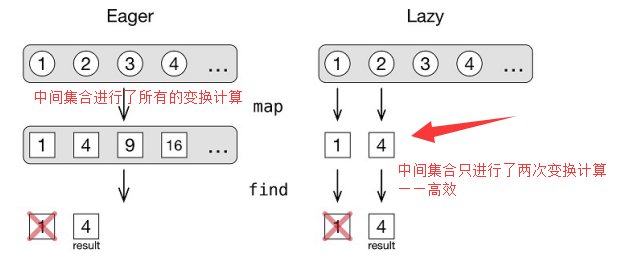 Eager
Lazy
1 2 3 4 ...
1 2 3 4 ...
中间集合进行了所有的变换计算
map
1 4 9 16 ...
1 4
中间集合只进行了两次变换计算
——高效
find
1 4
result
1 4
result